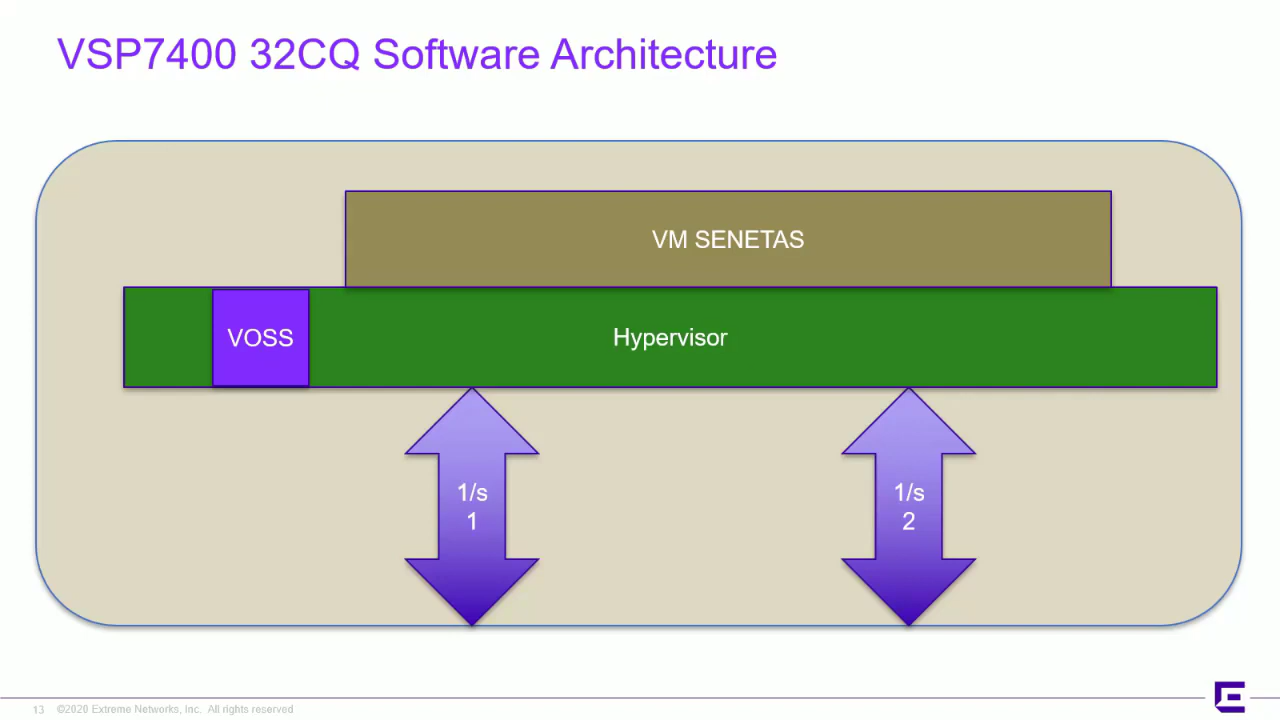 VSP7400 32CQ Software Architecture
VM SENETAS
VOSS
Hypervisor
1/s
1
1/s
2
13 ©2020 Extreme Networks, Inc. All rights reserved